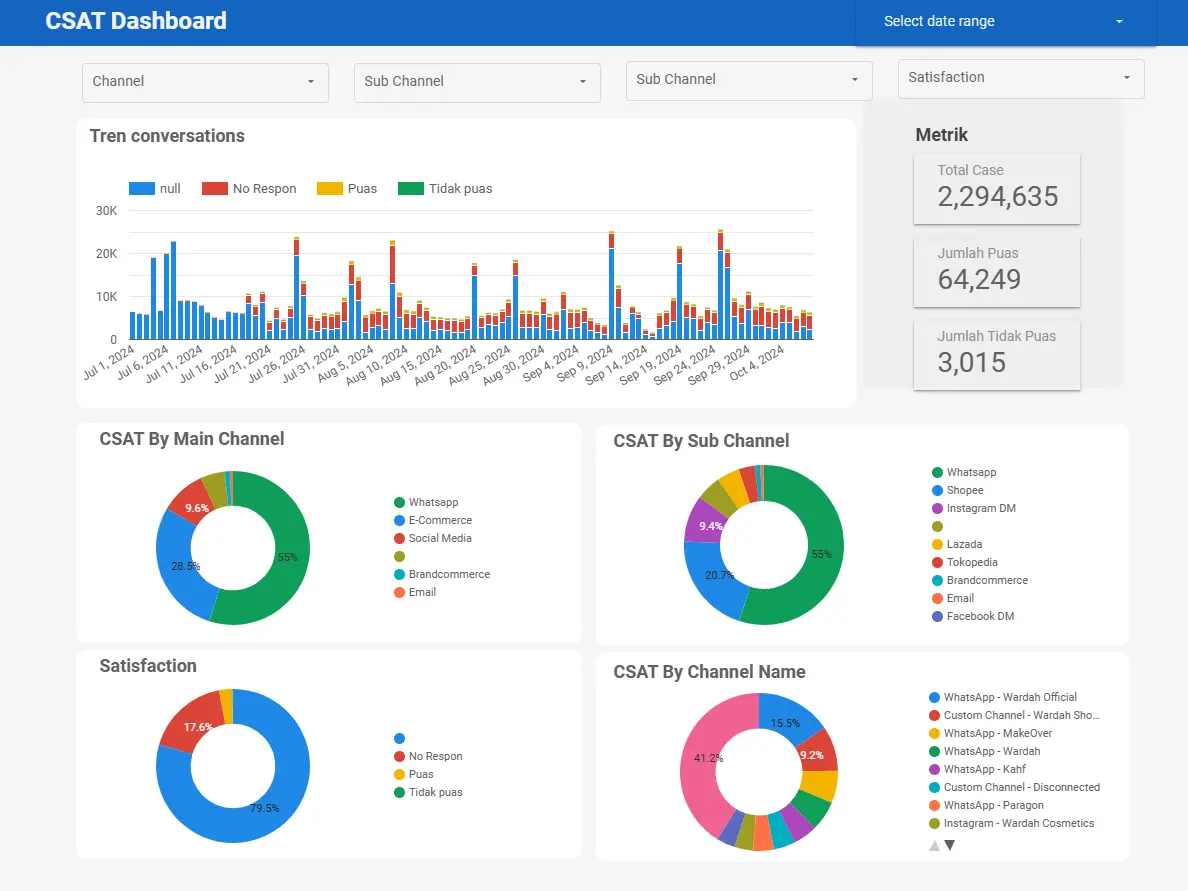 CSAT Dashboard
Select date range
Channel
Sub Channel
Sub Channel
Satisfaction
Tren conversations
null
No Respon
Puas
Tidak puas
30K
20K
10K
0
Jul 1, 2024
Jul 6, 2024
Jul 11, 2024
Jul 16, 2024
Jul 21, 2024
Jul 26, 2024
Jul 31, 2024
Aug 5, 2024
Aug 10, 2024
Aug 15, 2024
Aug 20, 2024
Aug 25, 2024
Aug 30, 2024
Sep 4, 2024
Sep 9, 2024
Sep 14, 2024
Sep 19, 2024
Sep 24, 2024
Sep 29, 2024
Oct 4, 2024
Metrik
Total Case
2,294,635
Jumlah Puas
64,249
Jumlah Tidak Puas
3,015
CSAT By Main Channel
9.6%
28.5%
55%
Whatsapp
E-Commerce
Social Media
Brandcommerce
Email
CSAT By Sub Channel
9.4%
20.7%
55%
Whatsapp
Shopee
Instagram DM
Lazada
Tokopedia
Brandcommerce
Email
Facebook DM
Satisfaction
17.6%
79.5%
No Respon
Puas
Tidak puas
CSAT By Channel Name
15.5%
9.2%
41.2%
WhatsApp - Wardah Official
Custom Channel - Wardah Sho...
WhatsApp - MakeOver
WhatsApp - Wardah
WhatsApp - Kahf
Custom Channel - Disconnected
WhatsApp - Paragon
Instagram - Wardah Cosmetics